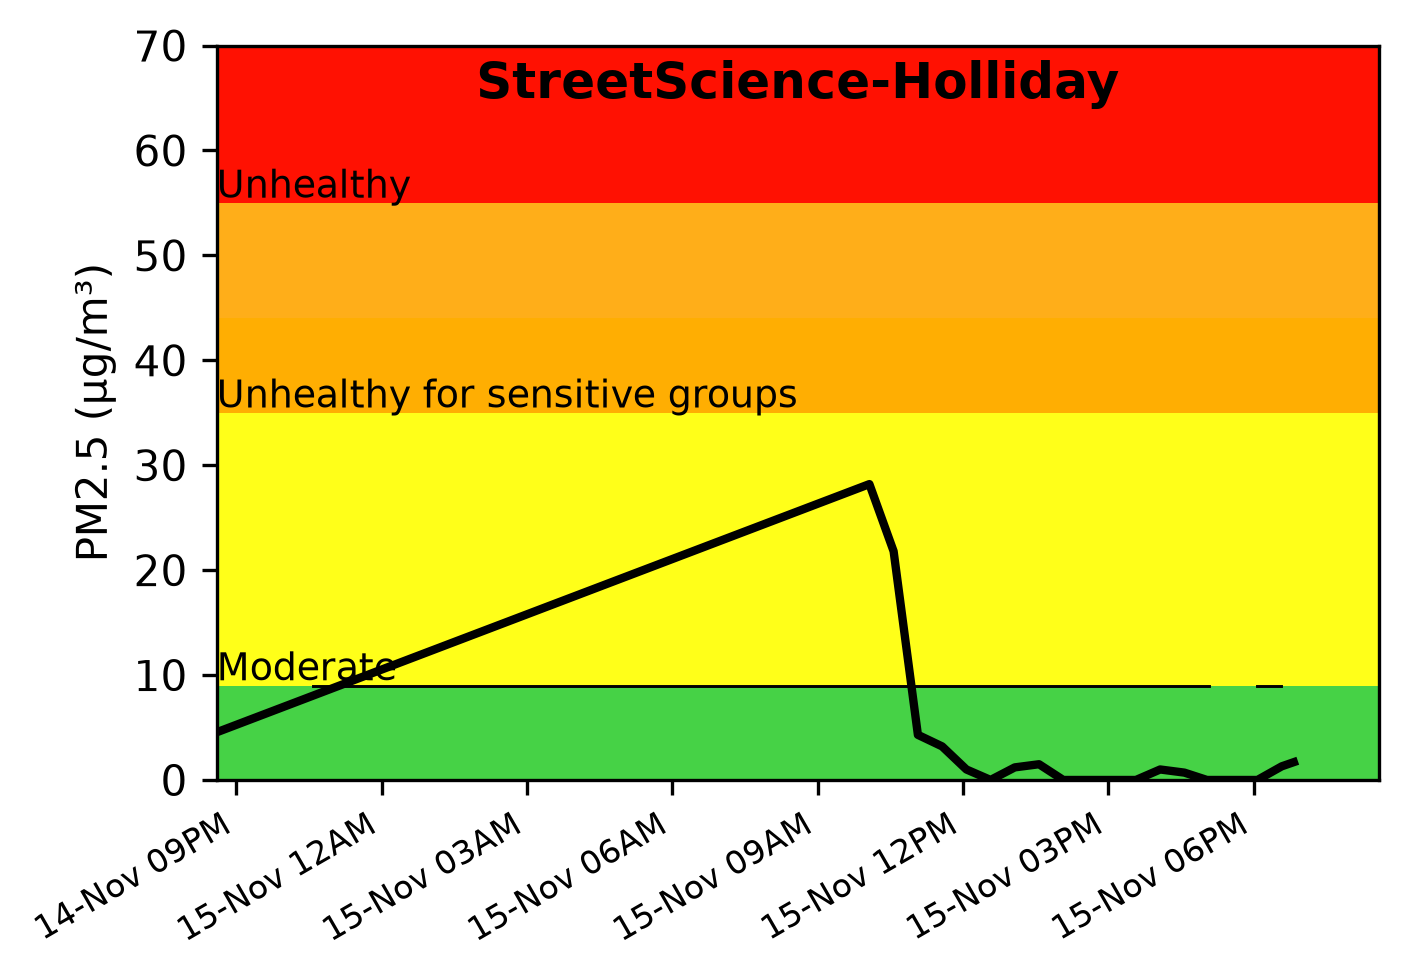 StreetScience-Holliday
70
60
50
40
30
20
10
0
PM2.5 (µg/m³)
Unhealthy
Unhealthy for sensitive groups
Moderate
14-Nov 09PM
15-Nov 12AM
15-Nov 03AM
15-Nov 06AM
15-Nov 09AM
15-Nov 12PM
15-Nov 03PM
15-Nov 06PM